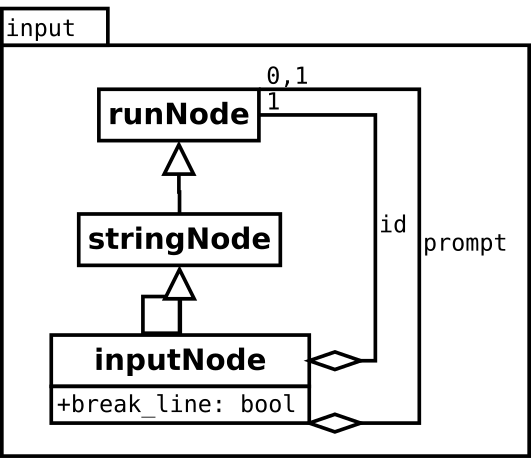 input
0,1
1
runNode
id
stringNode
prompt
inputNode
+break_line: bool